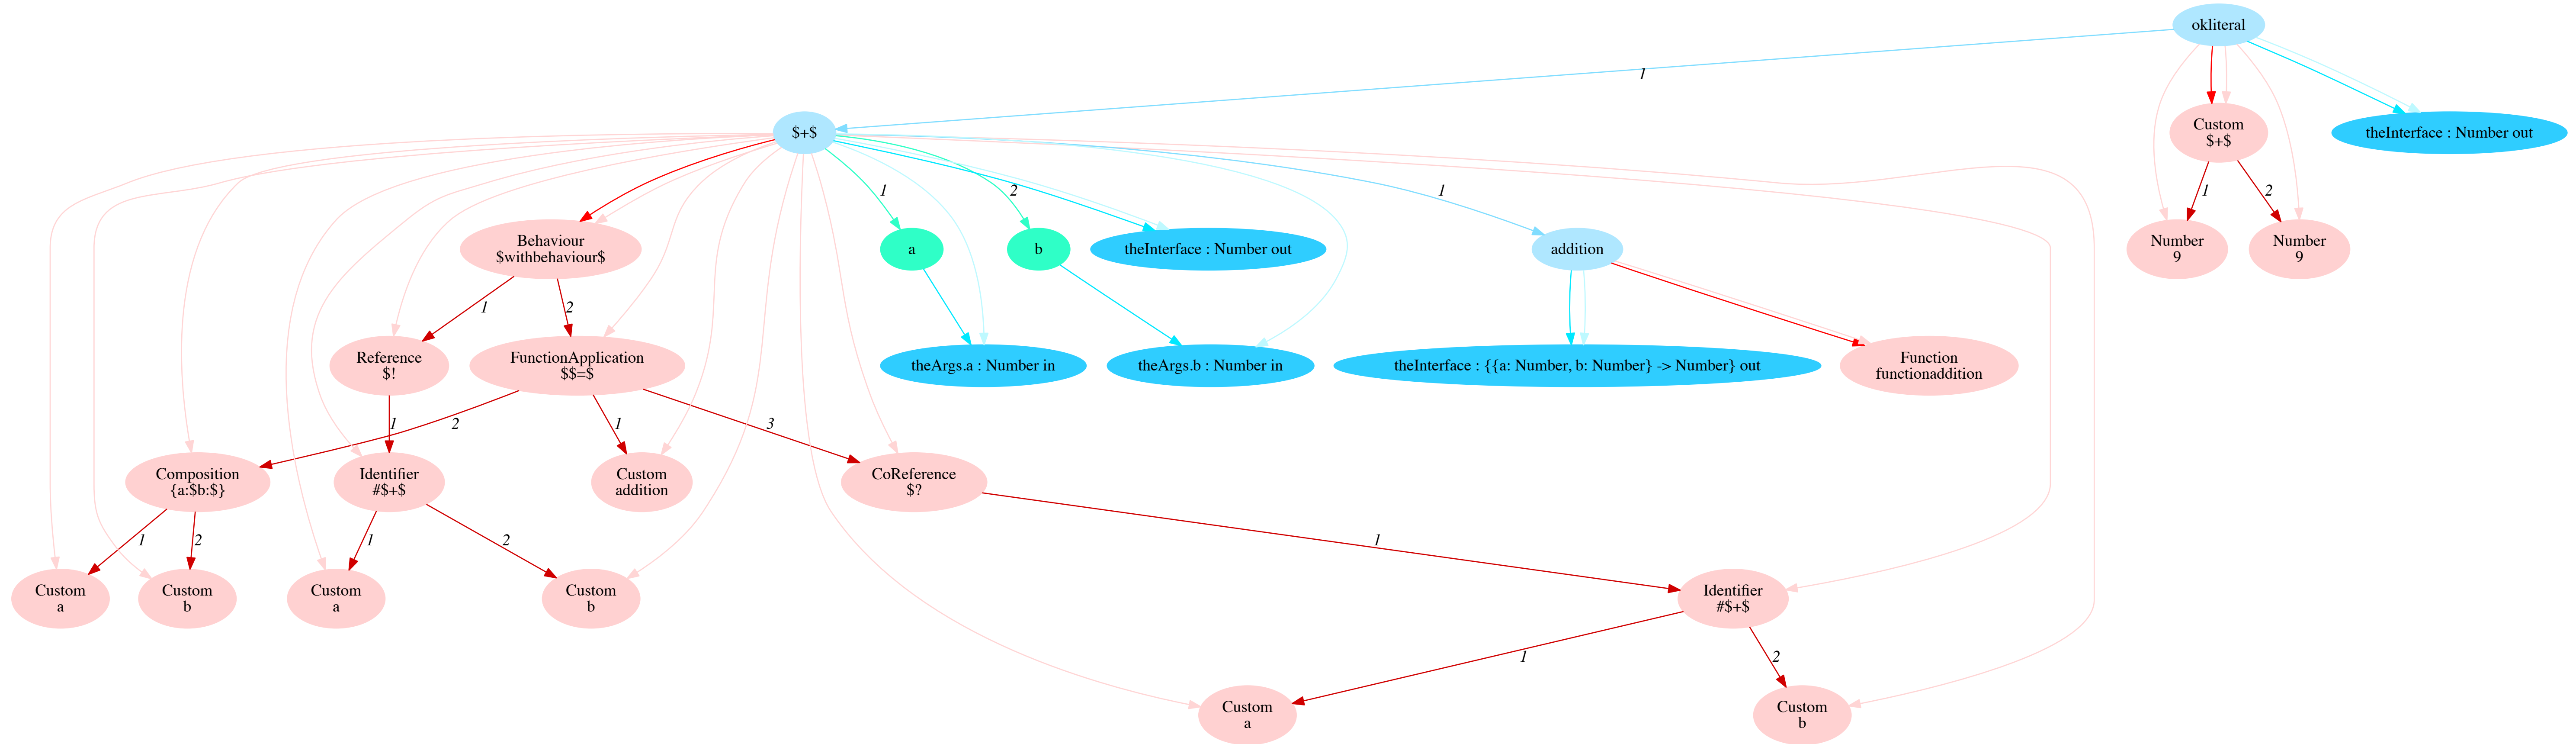 okliteral
1
$+$
Custom
$+$
theInterface : Number out
1
2
1
1
2
Behaviour
$withbehaviour$
a
b
theInterface : Number out
addition
Number
9
Number
9
1
2
Reference
$!
FunctionApplication
$$=$
theArgs.a : Number in
theArgs.b : Number in
theInterface : {{a: Number, b: Number} -> Number} out
Function
functionaddition
1
2
1
3
Composition
{a:$b:$}
Identifier
#$+$
Custom
addition
CoReference
$?
1
2
1
2
1
Custom
a
Custom
b
Custom
a
Custom
b
Identifier
#$+$
1
2
Custom
a
Custom
b